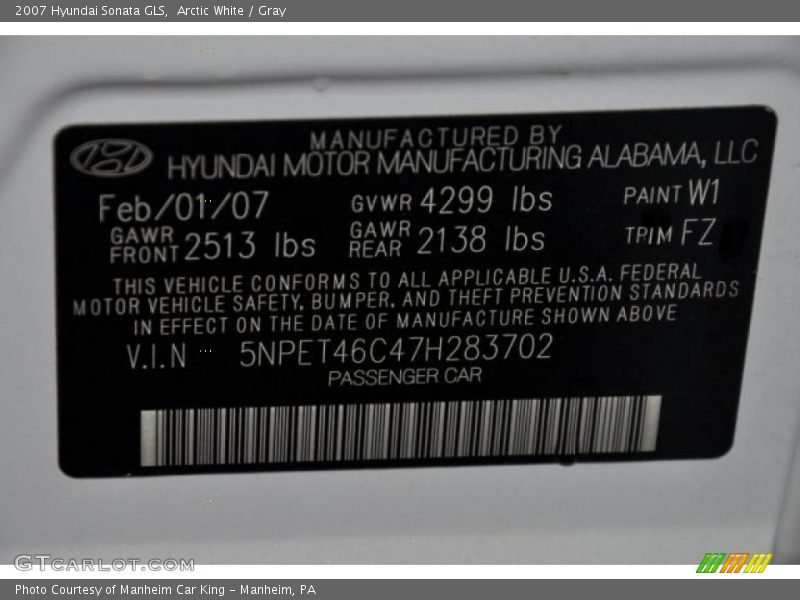 2007 Hyundai Sonata GLS, Arctic White / Gray
MANUFACTURED BY
HYUNDAI MOTOR MANUFACTURING ALABAMA, LLC
Feb/01/07 GVWR 4299 lbs PAINT W1
GAWR FRONT 2513 lbs GAWR REAR 2138 lbs TRIM FZ
THIS VEHICLE CONFORMS TO ALL APPLICABLE U.S.A. FEDERAL
MOTOR VEHICLE SAFETY, BUMPER, AND THEFT PREVENTION STANDARDS
IN EFFECT ON THE DATE OF MANUFACTURE SHOWN ABOVE
V.I.N 5NPET46C47H283702
PASSENGER CAR
GTCARLOT.COM
Photo Courtesy of Manheim Car King - Manheim, PA